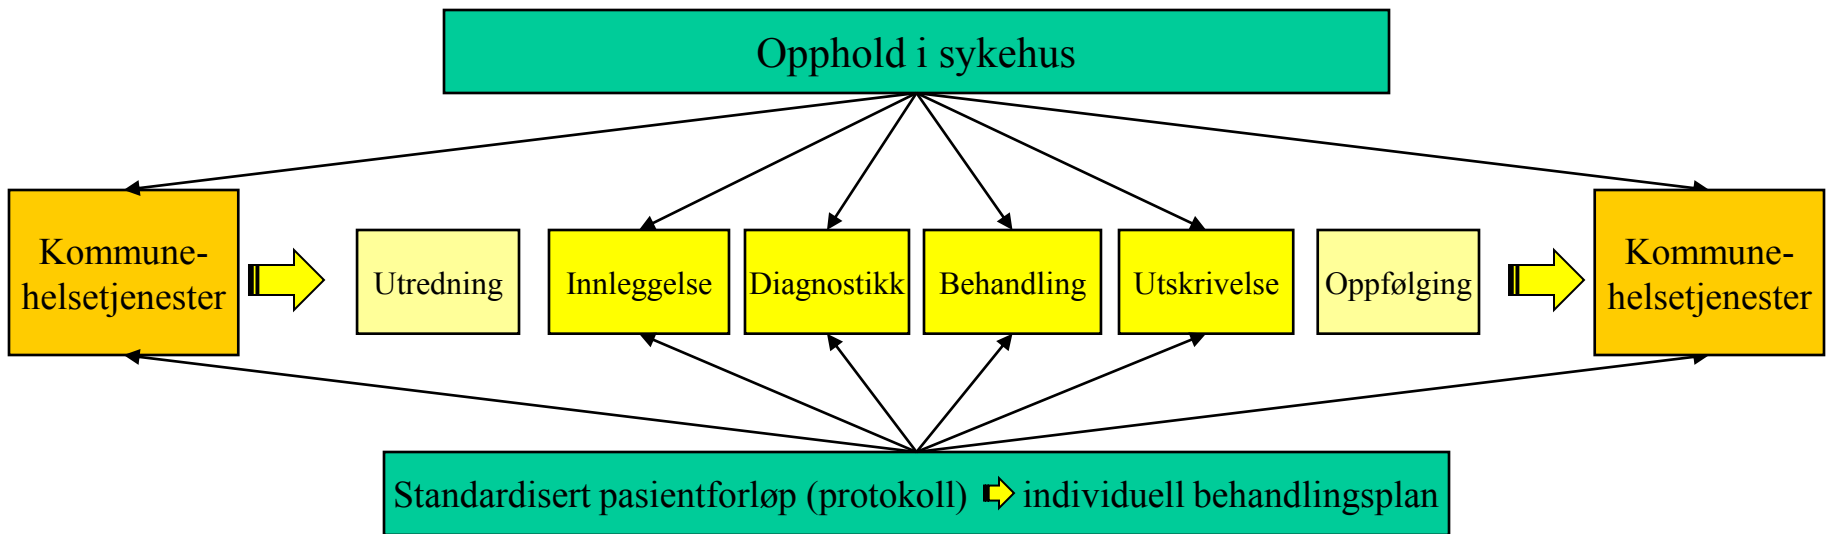 Opphold i sykehus
Kommune-
helsetjenester
Utredning
Innleggelse
Diagnostikk
Behandling
Utskrivelse
Oppfølging
Kommune-
helsetjenester
Standardisert pasientforløp (protokoll) individuell behandlingsplan